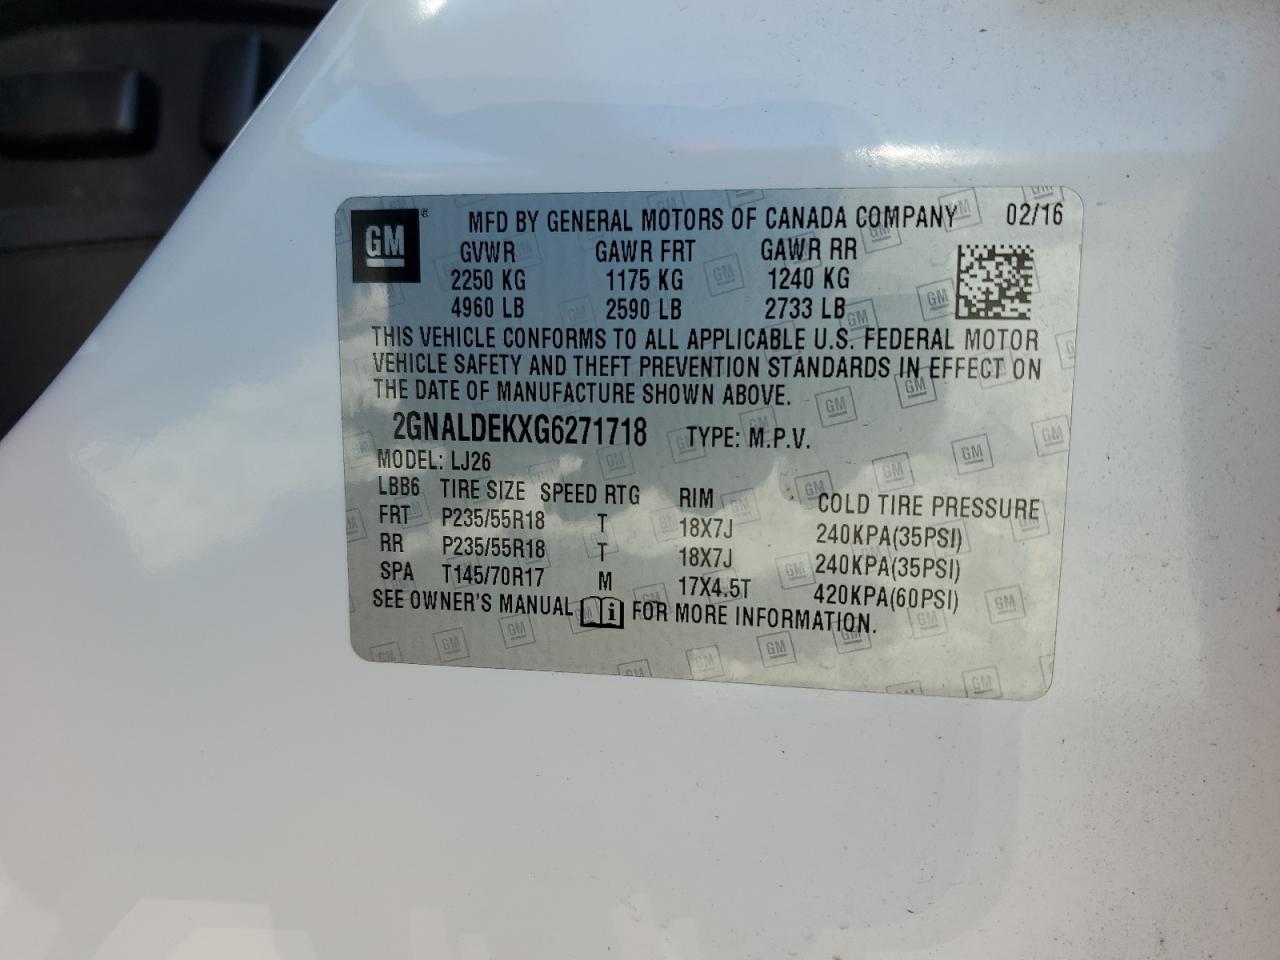 GM ® MFD BY GENERAL MOTORS OF CANADA COMPANY 02/16
GVWR GAWR FRT GAWR RR
2250 KG 1175 KG 1240 KG
4960 LB 2590 LB 2733 LB
THIS VEHICLE CONFORMS TO ALL APPLICABLE U.S. FEDERAL MOTOR
VEHICLE SAFETY AND THEFT PREVENTION STANDARDS IN EFFECT ON
THE DATE OF MANUFACTURE SHOWN ABOVE.
2GNALDEKXG6271718 TYPE: M.P.V.
MODEL: LJ26
LBB6 TIRE SIZE SPEED RTG RIM COLD TIRE PRESSURE
FRT P235/55R18 T 18X7J 240KPA(35PSI)
RR P235/55R18 T 18X7J 240KPA(35PSI)
SPA T145/70R17 M 17X4.5T 420KPA(60PSI)
SEE OWNER'S MANUAL i FOR MORE INFORMATION.